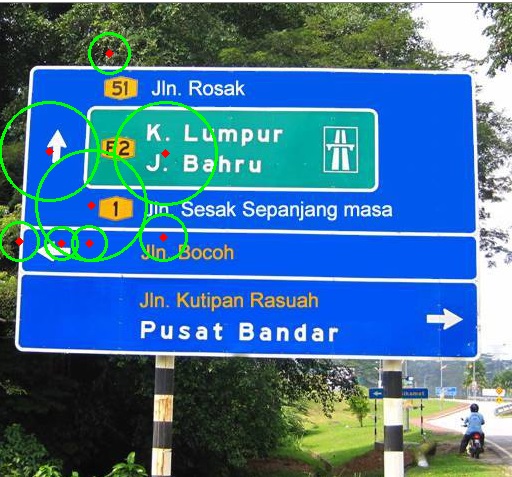 51 Jln. Rosak
E2 K. Lumpur
J. Bahru
1 Jln. Sesak Sepanjang masa
Jln. Bocoh
Jln. Kutipan Rasuah
Pusat Bandar